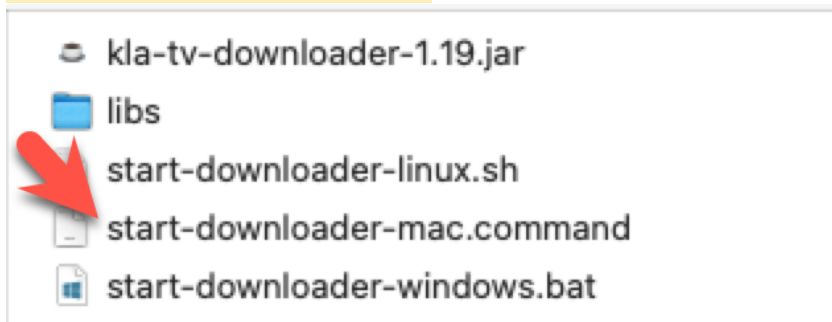 kla-tv-downloader-1.19.jar
libs
start-downloader-linux.sh
start-downloader-mac.command
start-downloader-windows.bat